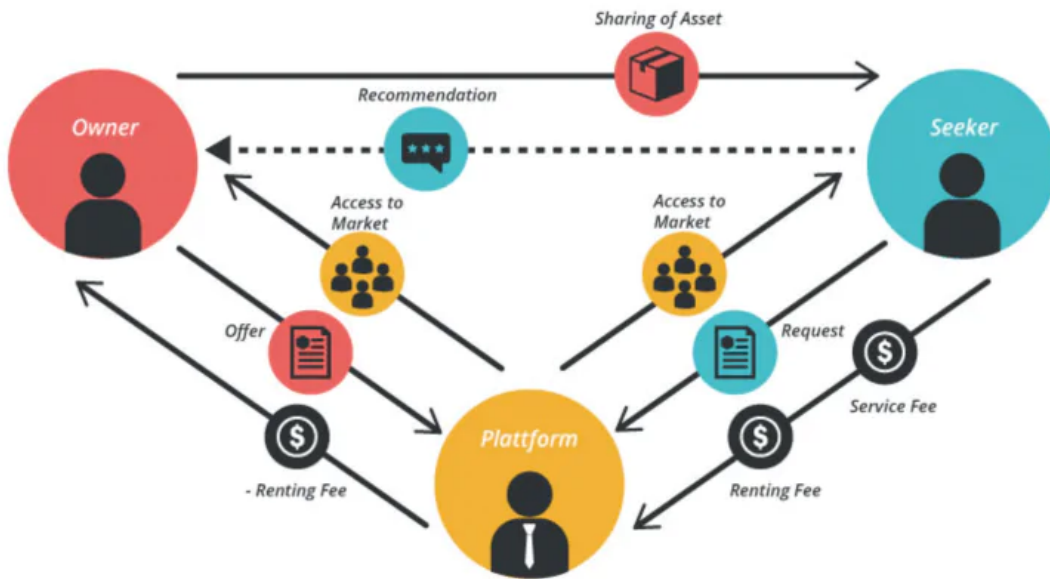 Sharing of Asset
Recommendation
Owner
Seeker
Access to
Market
Access to
Market
Offer
Request
Service Fee
Plattform
- Renting Fee
Renting Fee